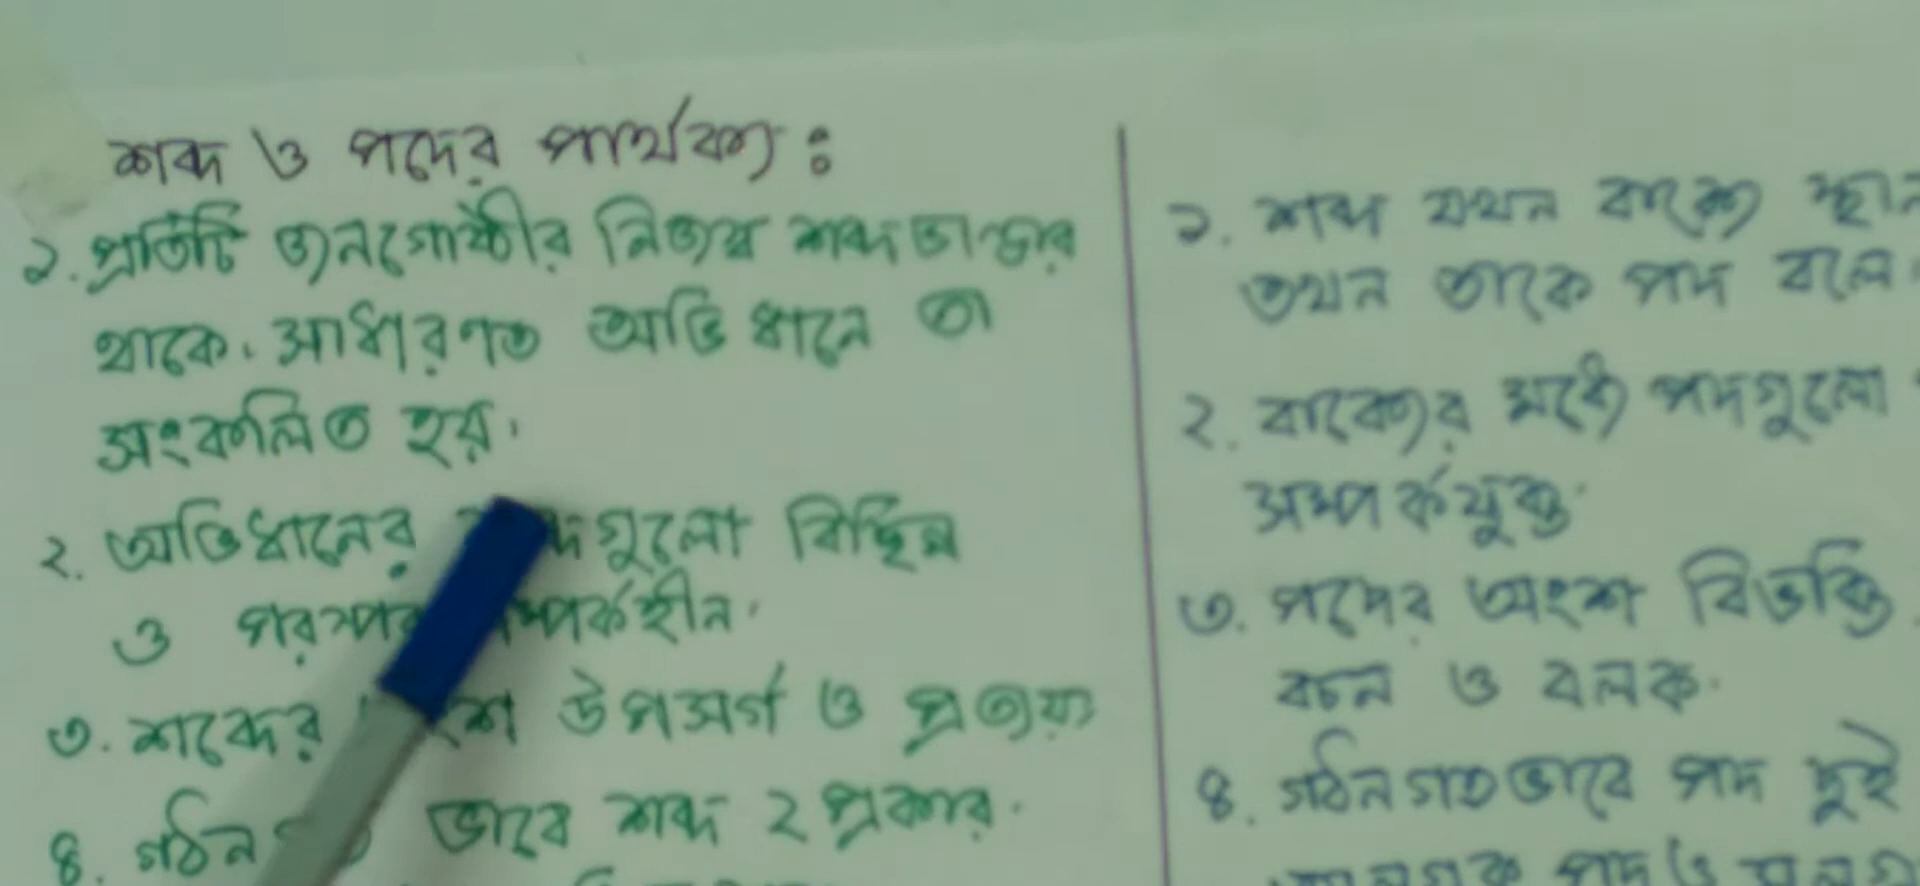 শব্দ ও পদের পার্থক্য :
১. প্রতিটি জনগোষ্ঠীর নিজস্ব শব্দভান্ডার
থাকে। সাধারণত অভিধানে তা
সংকলিত হয়।
২. অভিধানের গুলো বিচ্ছিন্ন
ও পরস্পর সম্পর্কহীন।
৩. শব্দের উপসর্গ ও প্রত্যয়
৪. গঠন ভাবে শব্দ ২ প্রকার।
১. শব্দ যখন বাক্যে
তখন তাকে পদ বলে।
২. বাক্যের মধ্যে পদগুলো
সম্পর্কযুক্ত।
৩. পদের অংশ বিভক্তি
বচন ও বলক।
৪. গঠনগতভাবে পদ দুই
পদ ও